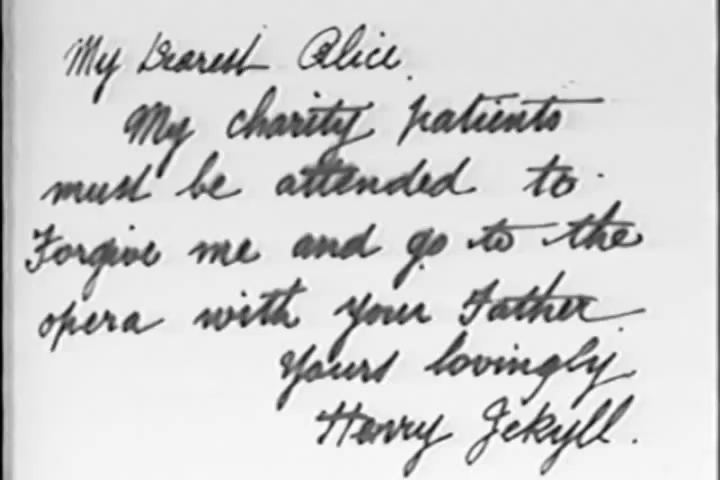 My Dearest Alice.
My charity patients
must be attended to.
Forgive me and go to the
opera with your Father.
Yours lovingly
Henry Jekyll.